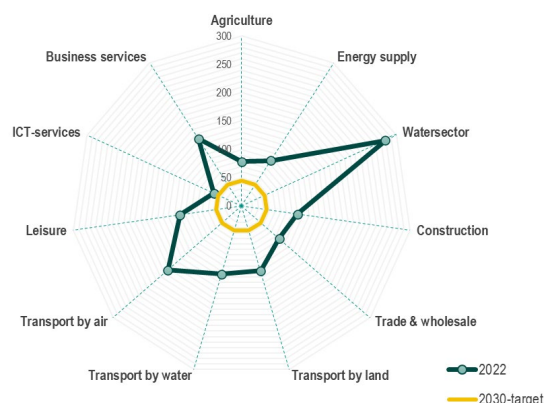 Agriculture
300
250
200
150
100
50
0
Energy supply
Watersector
Construction
Trade & wholesale
Transport by land
Transport by water
Transport by air
Leisure
ICT-services
Business services
2022
2030-target